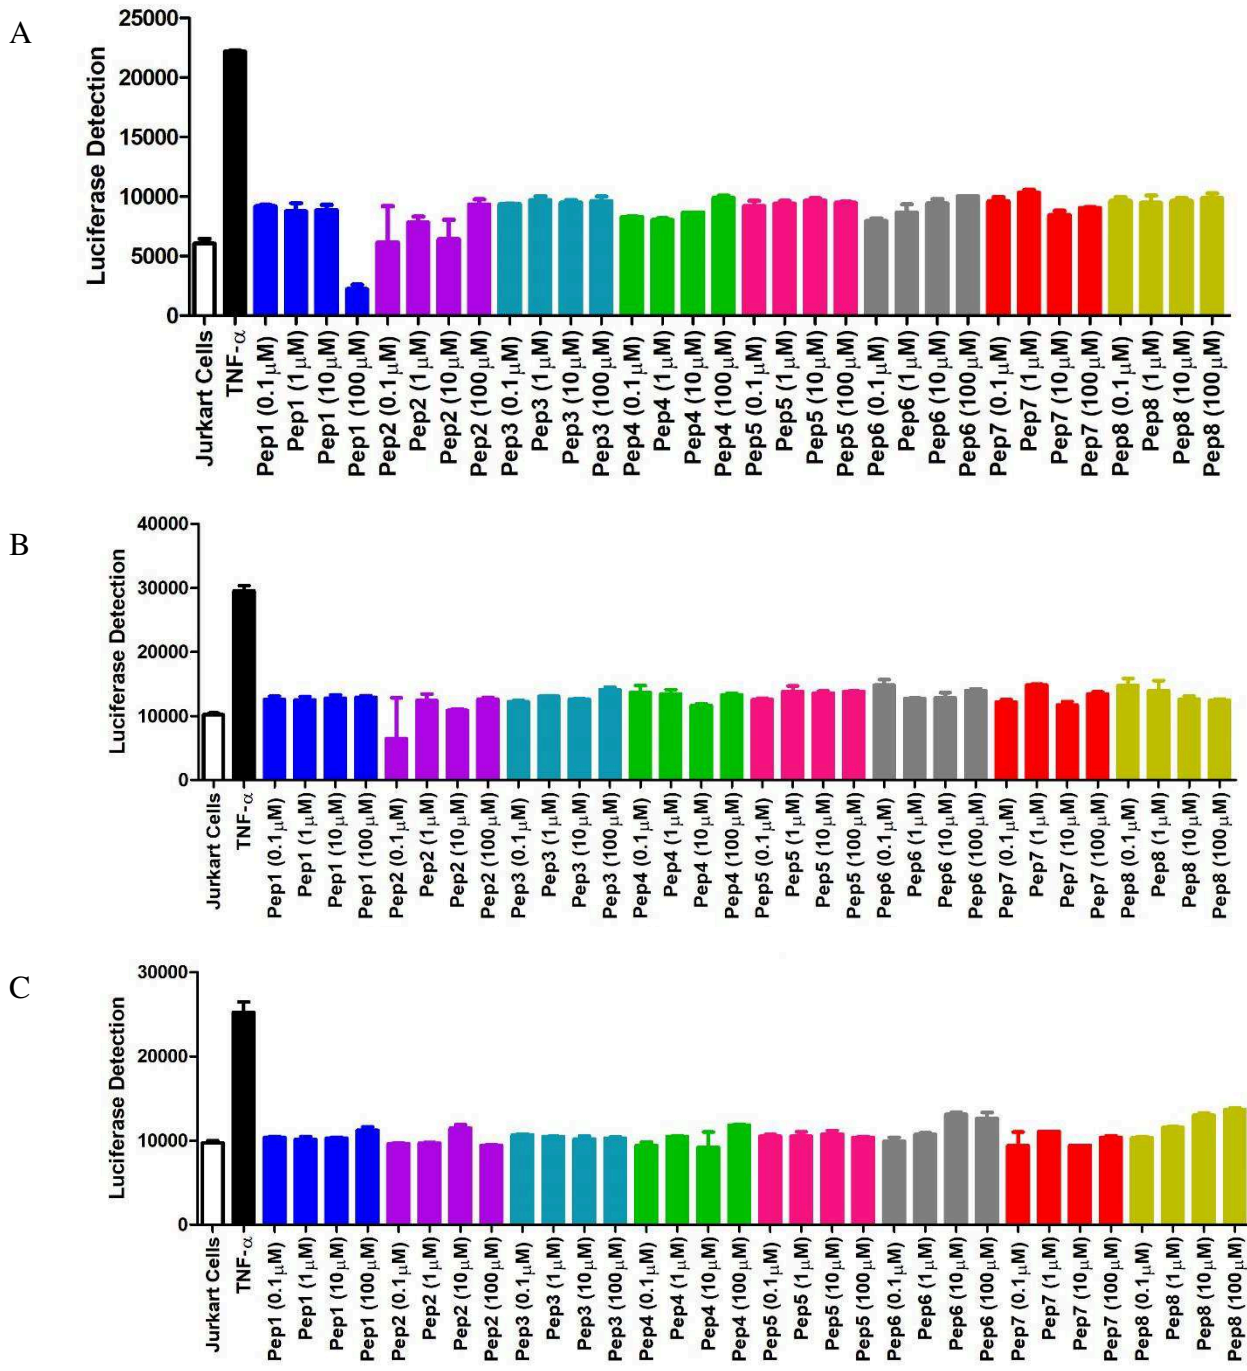 A
Luciferase Detection
25000
20000
15000
10000
5000
0
Jurkart Cells
TNF-α
Pep1 (0.1μM)
Pep1 (1μM)
Pep1 (10μM)
Pep1 (100μM)
Pep2 (0.1μM)
Pep2 (1μM)
Pep2 (10μM)
Pep2 (100μM)
Pep3 (0.1μM)
Pep3 (1μM)
Pep3 (10μM)
Pep3 (100μM)
Pep4 (0.1μM)
Pep4 (1μM)
Pep4 (10μM)
Pep4 (100μM)
Pep5 (0.1μM)
Pep5 (1μM)
Pep5 (10μM)
Pep5 (100μM)
Pep6 (0.1μM)
Pep6 (1μM)
Pep6 (10μM)
Pep6 (100μM)
Pep7 (0.1μM)
Pep7 (1μM)
Pep7 (10μM)
Pep7 (100μM)
Pep8 (0.1μM)
Pep8 (1μM)
Pep8 (10μM)
Pep8 (100μM)
B
Luciferase Detection
40000
30000
20000
10000
0
Jurkart Cells
TNF-α
Pep1 (0.1μM)
Pep1 (1μM)
Pep1 (10μM)
Pep1 (100μM)
Pep2 (0.1μM)
Pep2 (1μM)
Pep2 (10μM)
Pep2 (100μM)
Pep3 (0.1μM)
Pep3 (1μM)
Pep3 (10μM)
Pep3 (100μM)
Pep4 (0.1μM)
Pep4 (1μM)
Pep4 (10μM)
Pep4 (100μM)
Pep5 (0.1μM)
Pep5 (1μM)
Pep5 (10μM)
Pep5 (100μM)
Pep6 (0.1μM)
Pep6 (1μM)
Pep6 (10μM)
Pep6 (100μM)
Pep7 (0.1μM)
Pep7 (1μM)
Pep7 (10μM)
Pep7 (100μM)
Pep8 (0.1μM)
Pep8 (1μM)
Pep8 (10μM)
Pep8 (100μM)
C
Luciferase Detection
30000
20000
10000
0
Jurkart Cells
TNF-α
Pep1 (0.1μM)
Pep1 (1μM)
Pep1 (10μM)
Pep1 (100μM)
Pep2 (0.1μM)
Pep2 (1μM)
Pep2 (10μM)
Pep2 (100μM)
Pep3 (0.1μM)
Pep3 (1μM)
Pep3 (10μM)
Pep3 (100μM)
Pep4 (0.1μM)
Pep4 (1μM)
Pep4 (10μM)
Pep4 (100μM)
Pep5 (0.1μM)
Pep5 (1μM)
Pep5 (10μM)
Pep5 (100μM)
Pep6 (0.1μM)
Pep6 (1μM)
Pep6 (10μM)
Pep6 (100μM)
Pep7 (0.1μM)
Pep7 (1μM)
Pep7 (10μM)
Pep7 (100μM)
Pep8 (0.1μM)
Pep8 (1μM)
Pep8 (10μM)
Pep8 (100μM)